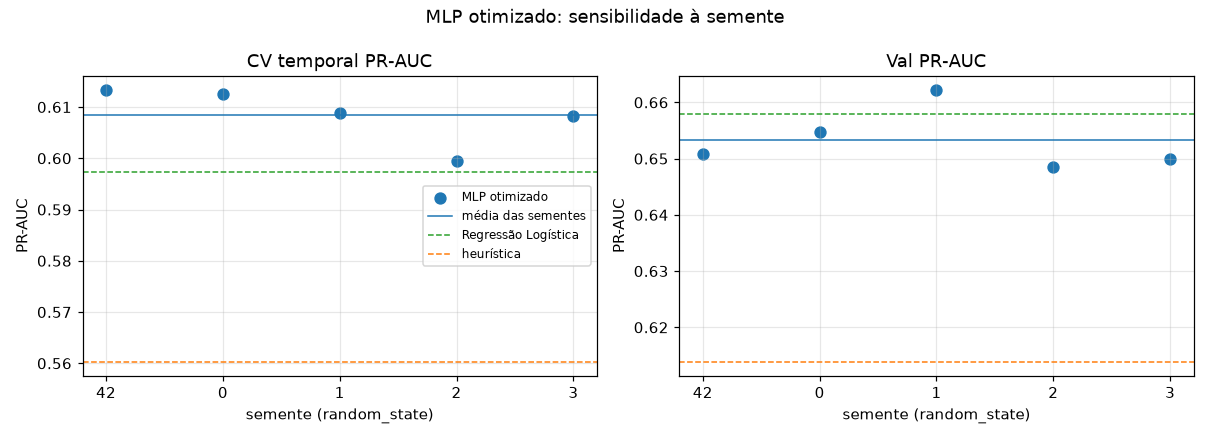 MLP otimizado: sensibilidade à semente
CV temporal PR-AUC
PR-AUC
0.61
0.60
0.59
0.58
0.57
0.56
MLP otimizado
média das sementes
Regressão Logística
heurística
42 0 1 2 3
semente (random_state)
Val PR-AUC
PR-AUC
0.66
0.65
0.64
0.63
0.62
42 0 1 2 3
semente (random_state)